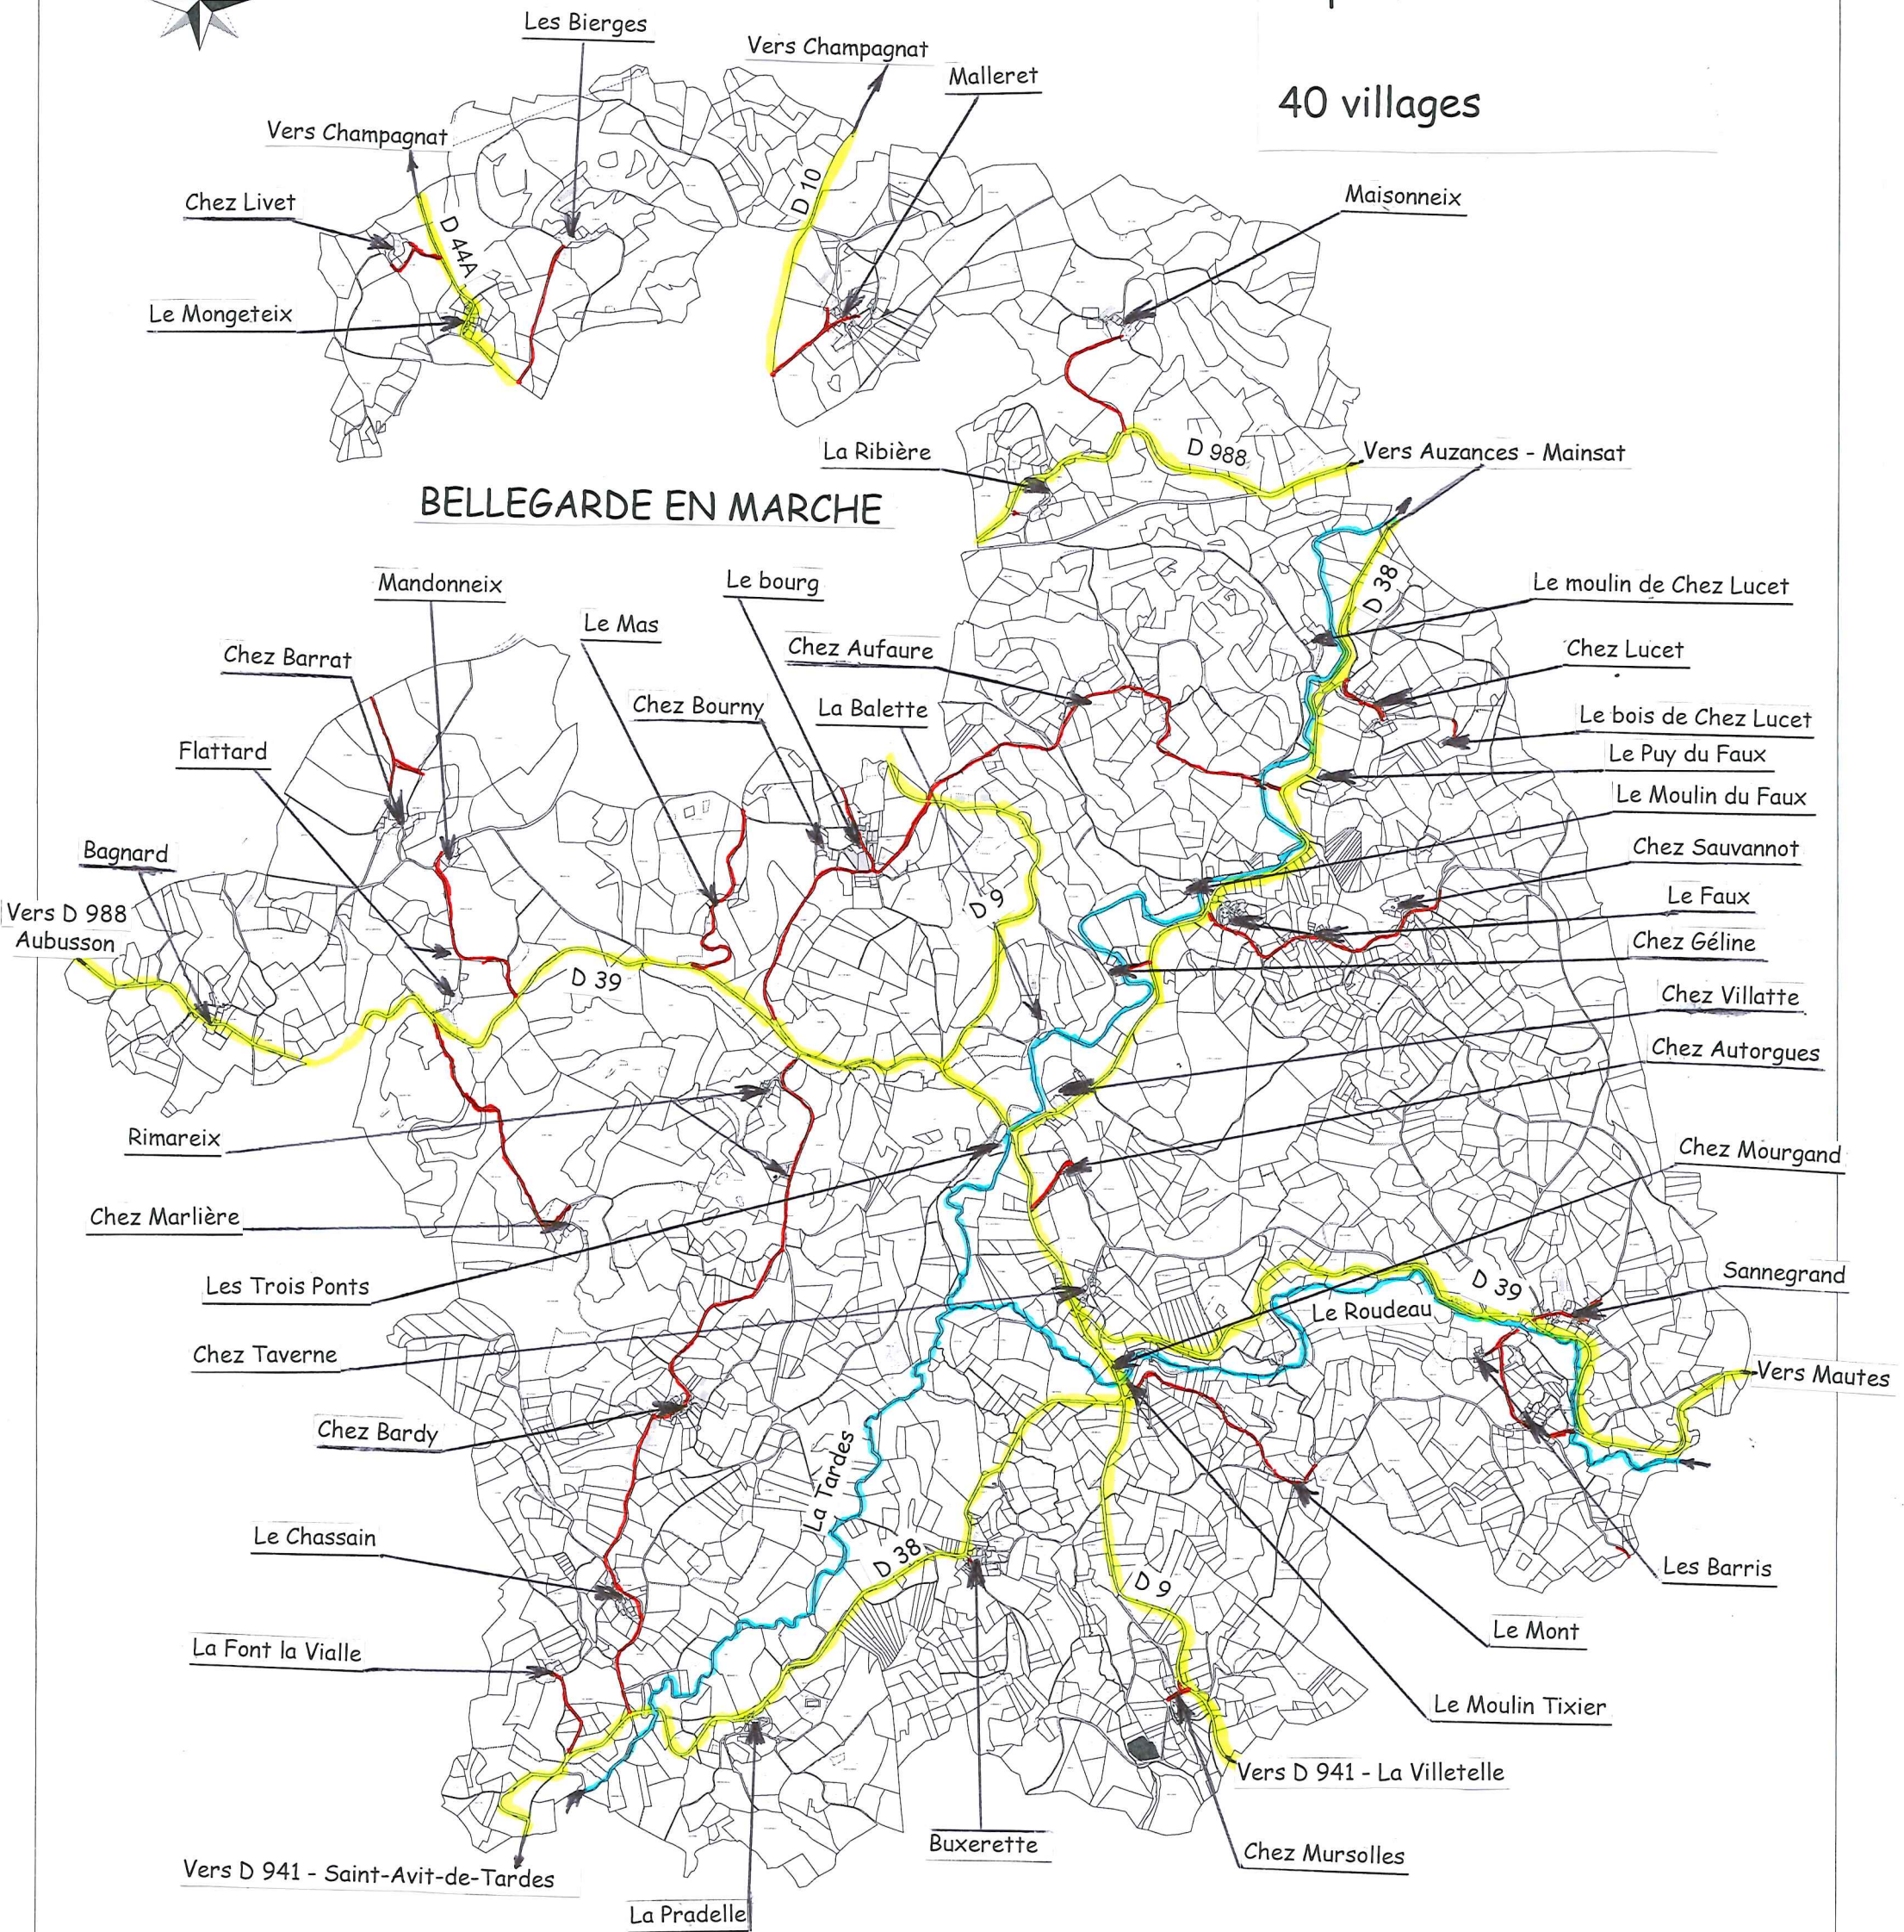 Les Bierges
Vers Champagnat
Malleret
40 villages
Vers Champagnat
D 10
Maisonneix
Chez Livet
D 44A
Le Mongeteix
La Ribière
D 988
Vers Auzances - Mainsat
BELLEGARDE EN MARCHE
Mandonneix
Le bourg
D 38
Le moulin de Chez Lucet
Le Mas
Chez Aufaure
Chez Lucet
Chez Barrat
Chez Bourny
La Balette
Le bois de Chez Lucet
Flattard
Le Puy du Faux
Le Moulin du Faux
Bagnard
Chez Sauvannot
Vers D 988
Aubusson
D 9
Le Faux
Chez Géline
D 39
Chez Villatte
Chez Autorgues
Rimareix
Chez Mourgand
Chez Marlière
Les Trois Ponts
D 39
Sannegrand
Le Roudeau
Chez Taverne
Vers Mautes
Chez Bardy
La Tardes
Le Chassain
D 38
D 9
Les Barris
Le Mont
La Font la Vialle
Le Moulin Tixier
Vers D 941 - La Villetelle
Buxerette
Chez Mursolles
Vers D 941 - Saint-Avit-de-Tardes
La Pradelle